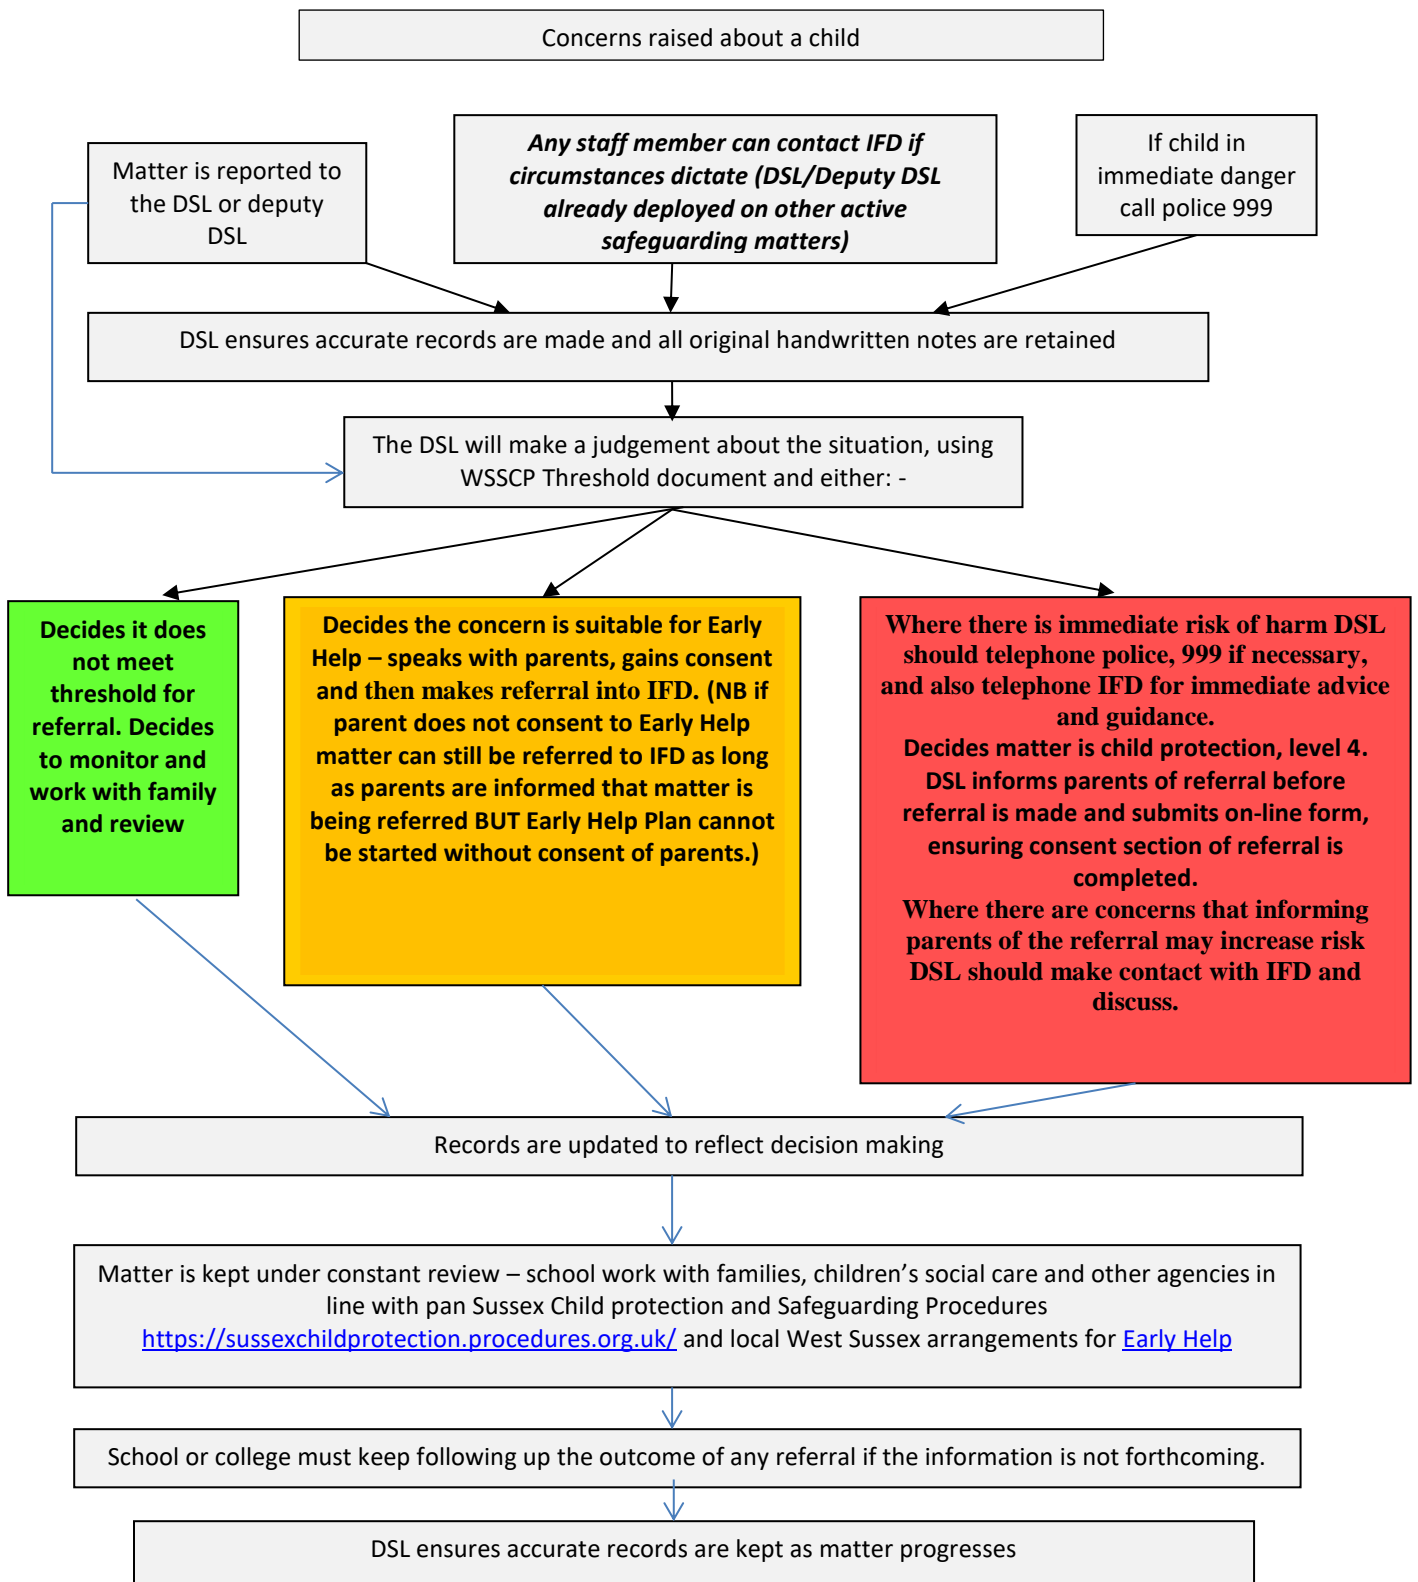 Concerns raised about a child
Matter is reported to
the DSL or deputy
DSL
Any staff member can contact IFD if
circumstances dictate (DSL/Deputy DSL
already deployed on other active
safeguarding matters)
If child in
immediate danger
call police 999
DSL ensures accurate records are made and all original handwritten notes are retained
The DSL will make a judgement about the situation, using
WSSCP Threshold document and either: -
Decides it does
not meet
threshold for
referral. Decides
to monitor and
work with family
and review
Decides the concern is suitable for Early
Help – speaks with parents, gains consent
and then makes referral into IFD. (NB if
parent does not consent to Early Help
matter can still be referred to IFD as long
as parents are informed that matter is
being referred BUT Early Help Plan cannot
be started without consent of parents.)
Where there is immediate risk of harm DSL
should telephone police, 999 if necessary,
and also telephone IFD for immediate advice
and guidance.
Decides matter is child protection, level 4.
DSL informs parents of referral before
referral is made and submits on-line form,
ensuring consent section of referral is
completed.
Where there are concerns that informing
parents of the referral may increase risk
DSL should make contact with IFD and
discuss.
Records are updated to reflect decision making
Matter is kept under constant review – school work with families, children’s social care and other agencies in
line with pan Sussex Child protection and Safeguarding Procedures
https://sussexchildprotection.procedures.org.uk/ and local West Sussex arrangements for Early Help
School or college must keep following up the outcome of any referral if the information is not forthcoming.
DSL ensures accurate records are kept as matter progresses